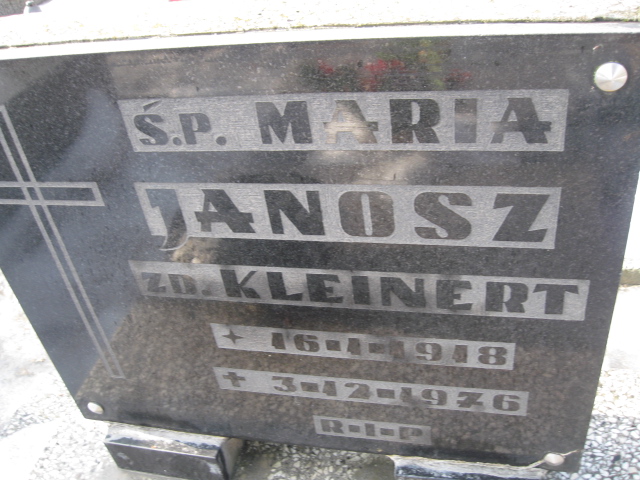 Ś.P. MARIA
JANOSZ
ZD. KLEINERT
16-1-1918
3-12-1976
R-I-P